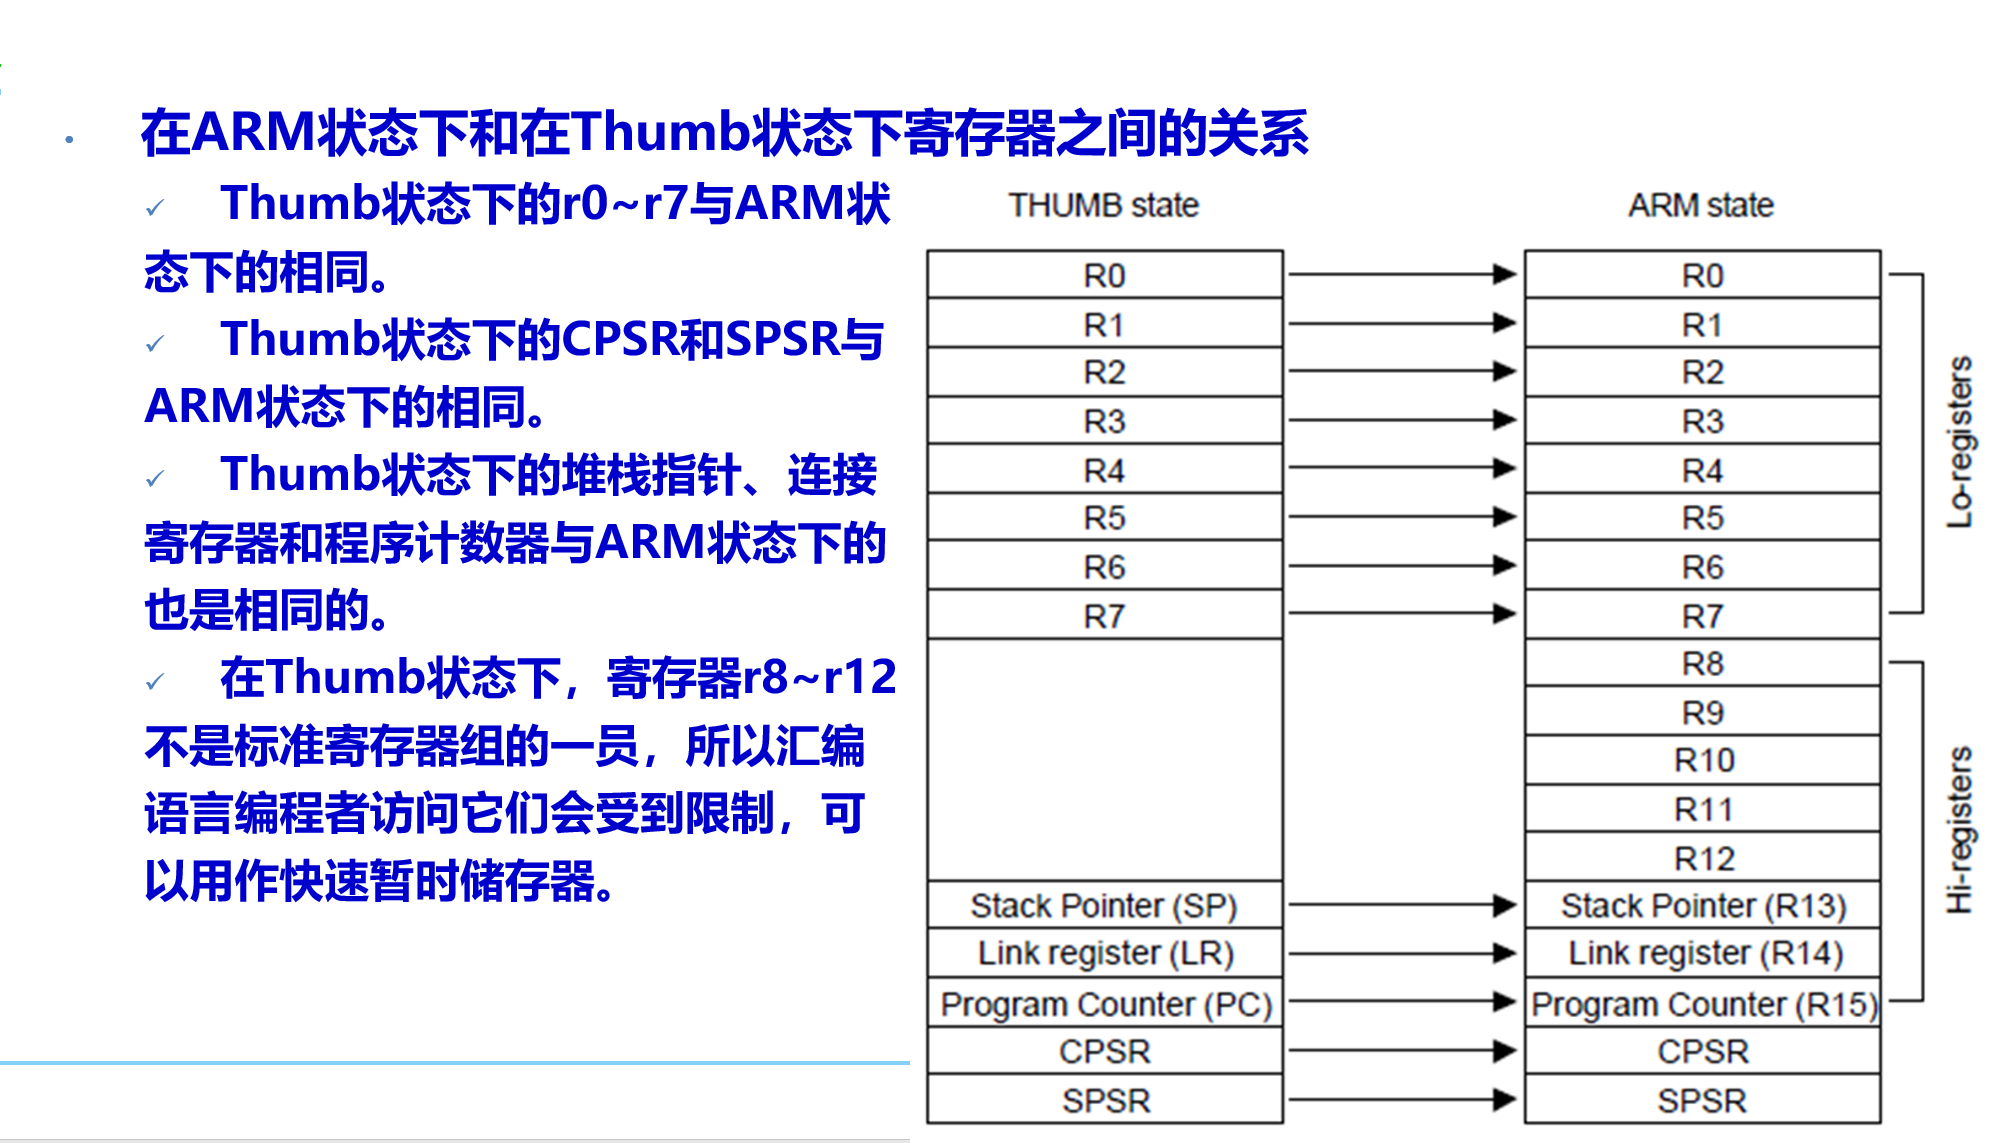 在ARM状态下和在Thumb状态下寄存器之间的关系
Thumb状态下的r0~r7与ARM状
态下的相同。
Thumb状态下的CPSR和SPSR与
ARM状态下的相同。
Thumb状态下的堆栈指针、连接
寄存器和程序计数器与ARM状态下的
也是相同的。
在Thumb状态下，寄存器r8~r12
不是标准寄存器组的一员，所以汇编
语言编程者访问它们会受到限制，可
以用作快速暂时储存器。
THUMB state
R0
R1
R2
R3
R4
R5
R6
R7
Stack Pointer (SP)
Link register (LR)
Program Counter (PC)
CPSR
SPSR
ARM state
R0
R1
R2
R3
R4
R5
R6
R7
R8
R9
R10
R11
R12
Stack Pointer (R13)
Link register (R14)
Program Counter (R15)
CPSR
SPSR
Lo-registers
Hi-registers